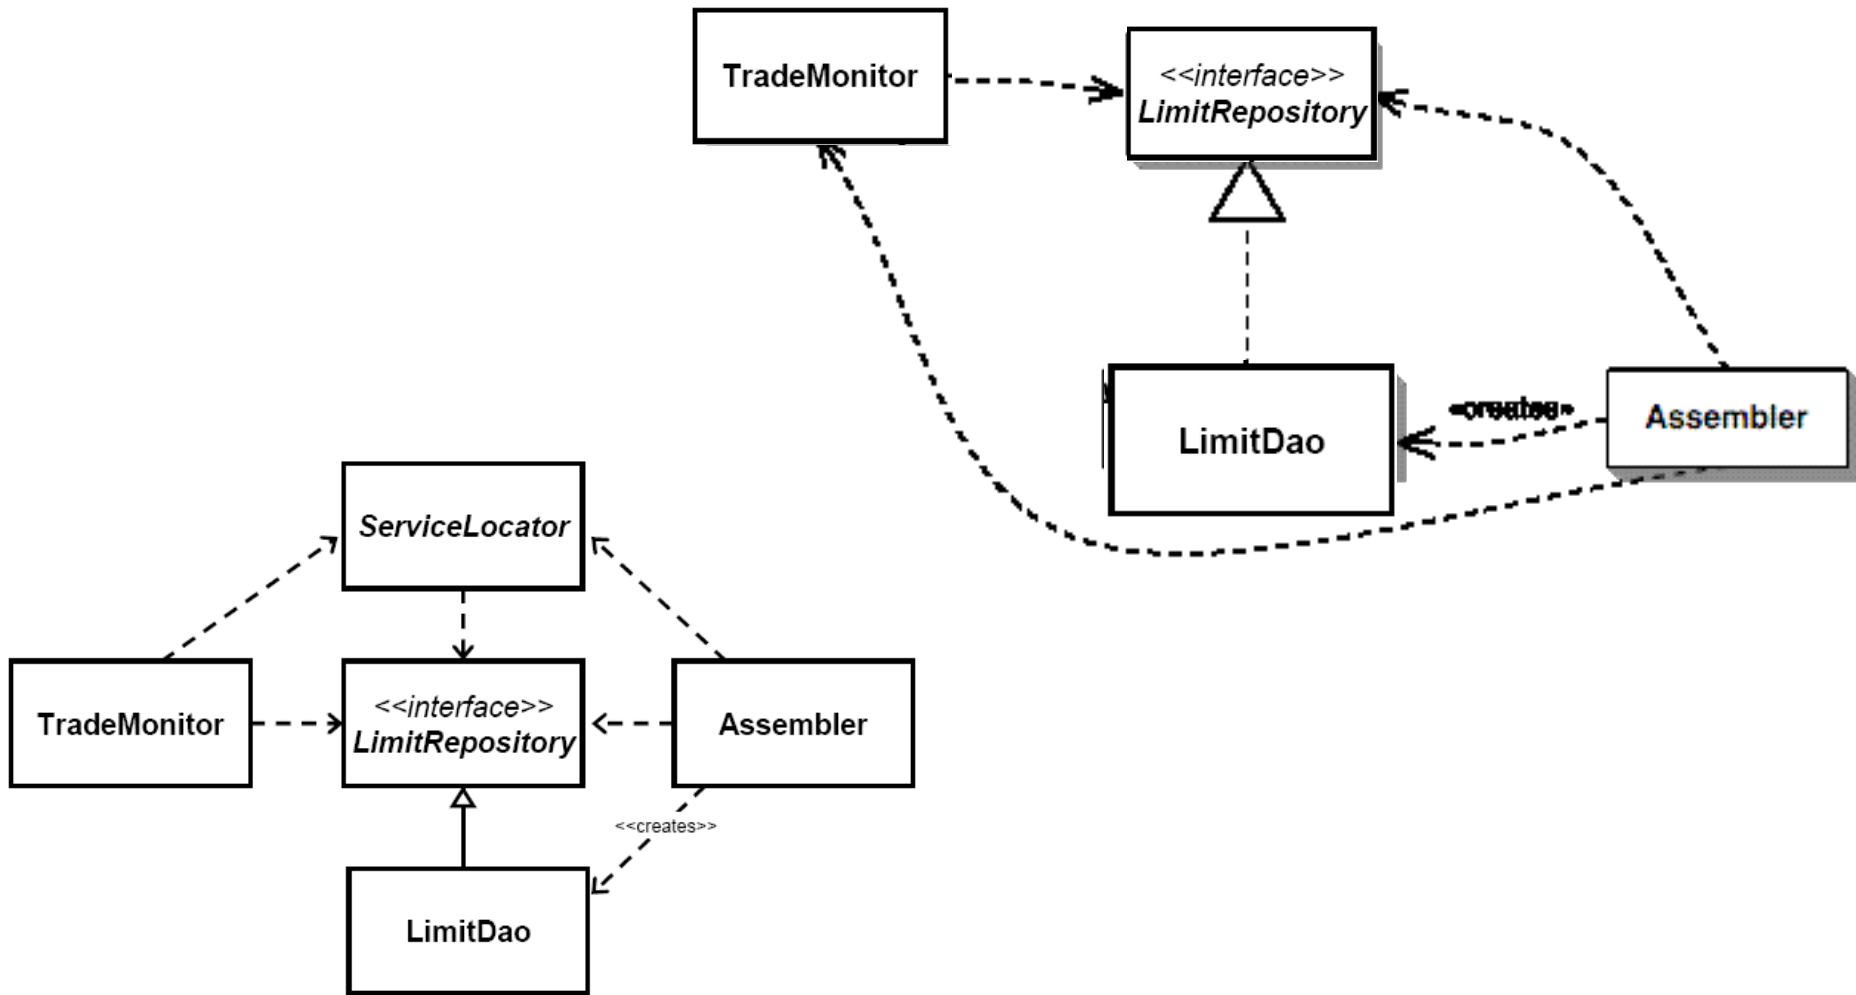 TradeMonitor
<<interface>>
LimitRepository
LimitDao
«creates»
Assembler
ServiceLocator
TradeMonitor
<<interface>>
LimitRepository
Assembler
<<creates>>
LimitDao